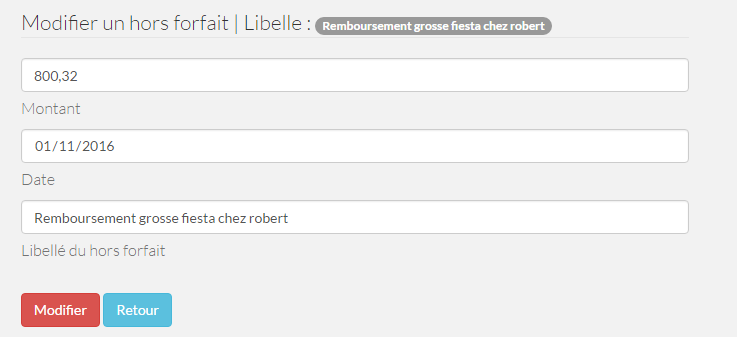 Modifier un hors forfait | Libelle : Remboursement grosse fiesta chez robert
800,32
Montant
01/11/2016
Date
Remboursement grosse fiesta chez robert
Libellé du hors forfait
Modifier Retour